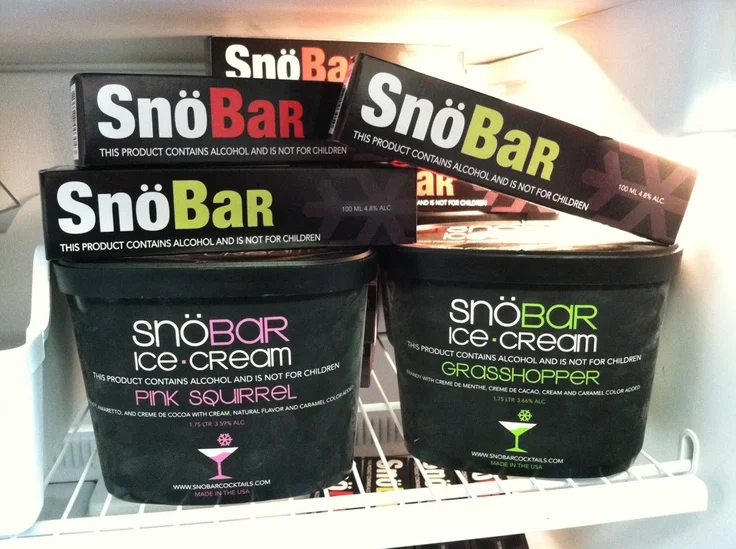 SnöBar
SnöBar
THIS PRODUCT CONTAINS ALCOHOL AND IS NOT FOR CHILDREN
SnöBar
THIS PRODUCT CONTAINS ALCOHOL AND IS NOT FOR CHILDREN
100 ML 4.8% ALC.
SnöBar
100 ML 4.8% ALC.
THIS PRODUCT CONTAINS ALCOHOL AND IS NOT FOR CHILDREN
AND IS NOT FOR CHILDREN
snöBAR
ICE·CREAM
THIS PRODUCT CONTAINS ALCOHOL AND IS NOT FOR CHILDREN
PINK SQUIRREL
AMARETTO, AND CREME DE COCOA WITH CREAM, NATURAL FLAVOR AND CARAMEL COLOR ADDED
1.75 LTR 3.59% ALC
WWW.SNOBARCOCKTAILS.COM
MADE IN THE USA
snöBAR
ICE·CREAM
THIS PRODUCT CONTAINS ALCOHOL AND IS NOT FOR CHILDREN
GRASSHOPPER
BRANDY WITH CREME DE MENTHE, CREME DE CACAO, CREAM AND CARAMEL COLOR ADDED
1.75 LTR 3.66% ALC
WWW.SNOBARCOCKTAILS.COM
MADE IN THE USA